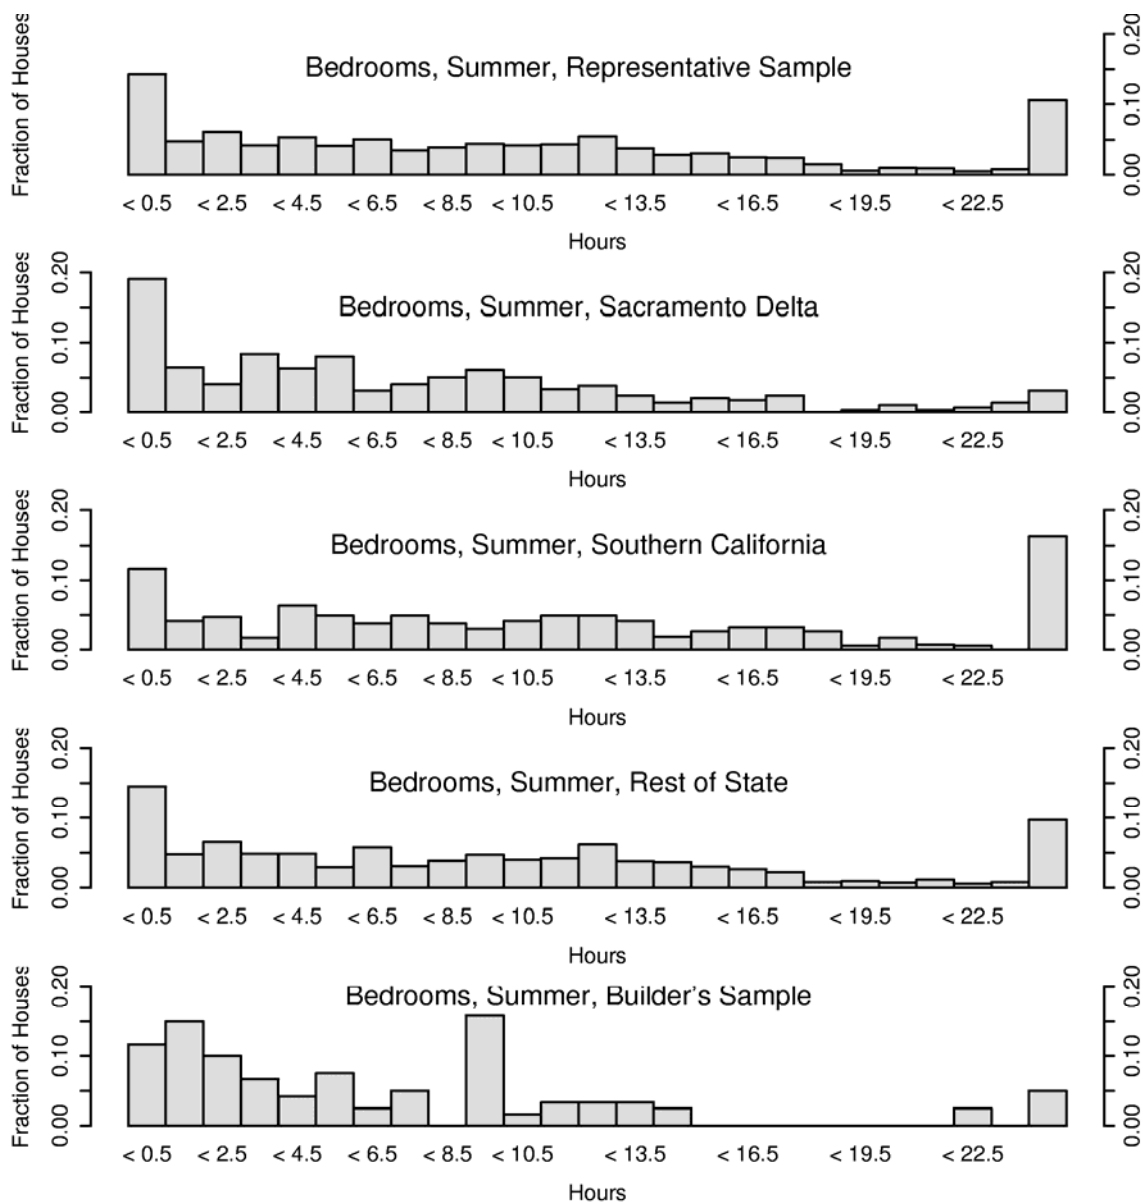 Fraction of Houses
0.00 0.10 0.20
Bedrooms, Summer, Representative Sample
< 0.5 < 2.5 < 4.5 < 6.5 < 8.5 < 10.5 < 13.5 < 16.5 < 19.5 < 22.5
Hours
Fraction of Houses
0.00 0.10 0.20
0.00 0.10 0.20
Bedrooms, Summer, Sacramento Delta
< 0.5 < 2.5 < 4.5 < 6.5 < 8.5 < 10.5 < 13.5 < 16.5 < 19.5 < 22.5
Hours
Fraction of Houses
0.00 0.10 0.20
0.00 0.10 0.20
Bedrooms, Summer, Southern California
< 0.5 < 2.5 < 4.5 < 6.5 < 8.5 < 10.5 < 13.5 < 16.5 < 19.5 < 22.5
Hours
Fraction of Houses
0.00 0.10 0.20
0.00 0.10 0.20
Bedrooms, Summer, Rest of State
< 0.5 < 2.5 < 4.5 < 6.5 < 8.5 < 10.5 < 13.5 < 16.5 < 19.5 < 22.5
Hours
Fraction of Houses
0.00 0.10 0.20
0.00 0.10 0.20
Bedrooms, Summer, Builder's Sample
< 0.5 < 2.5 < 4.5 < 6.5 < 8.5 < 10.5 < 13.5 < 16.5 < 19.5 < 22.5
Hours